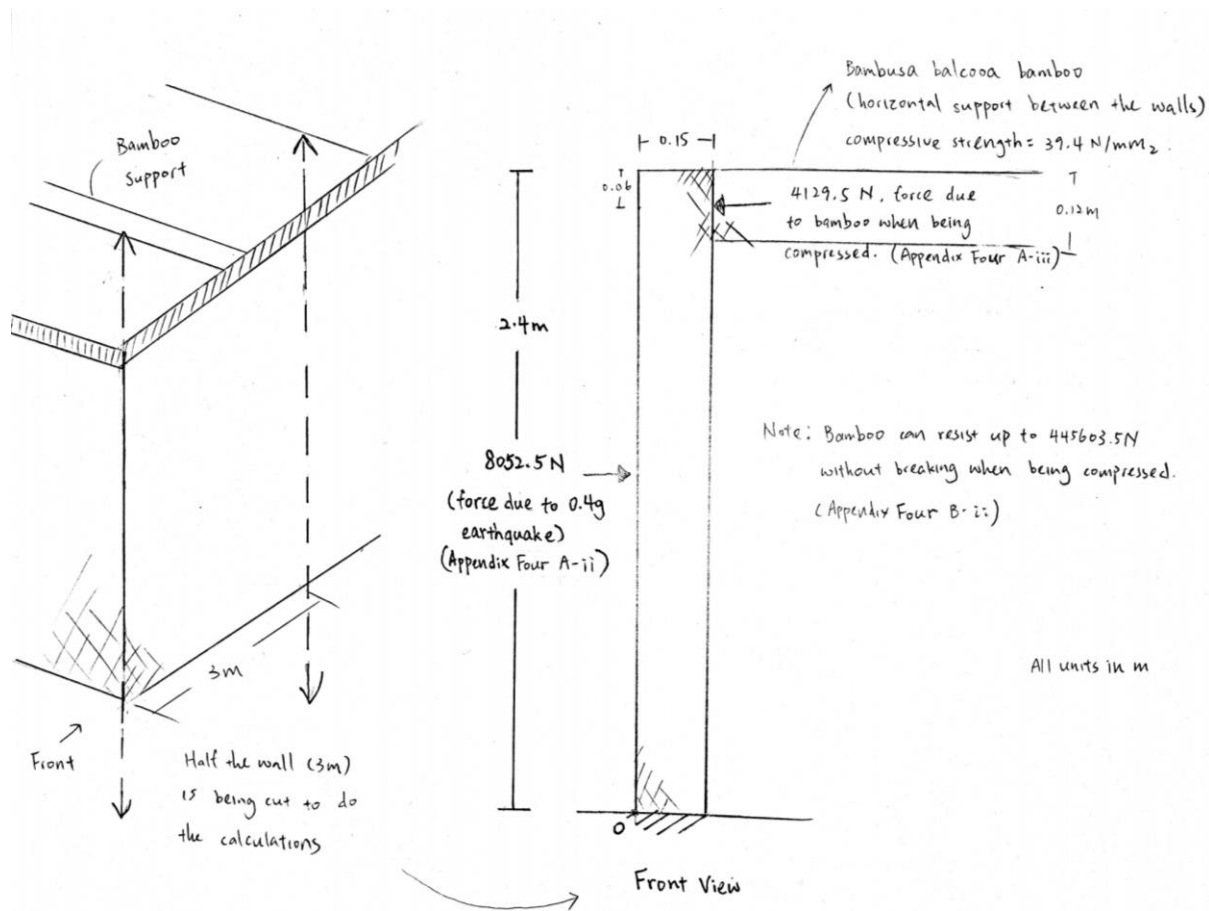 Bamboo
support
3m
Front
Half the wall (3m)
is being cut to do
the calculations
Bambusa balcooa bamboo
(horizontal support between the walls)
compressive strength = 39.4 N/mm2.
0.15
0.06
4129.5 N, force due
to bamboo when being
compressed. (Appendix Four A-iii)
0.12m
2.4m
8052.5 N
(force due to 0.4g
earthquake)
(Appendix Four A-ii)
Note: Bamboo can resist up to 445603.5N
without breaking when being compressed.
(Appendix Four B-ii)
All units in m
O
Front View